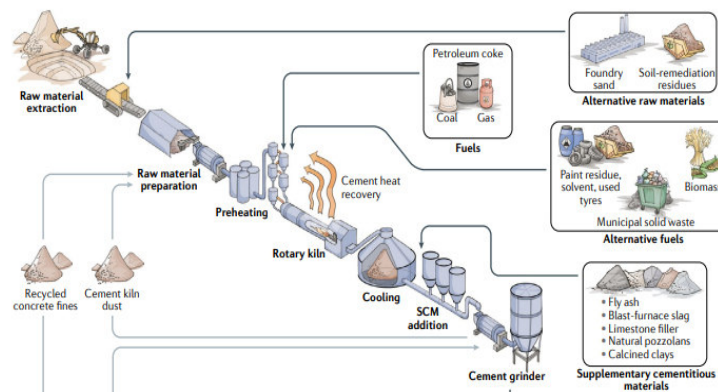 Raw material
extraction
Raw material
preparation
Preheating
Cement heat
recovery
Rotary kiln
Cooling
SCM
addition
Cement grinder
Recycled
concrete fines
Cement kiln
dust
Petroleum coke
Coal
Gas
Fuels
Foundry
sand
Soil-remediation
residues
Alternative raw materials
Paint residue,
solvent, used
tyres
Biomas
Municipal solid waste
Alternative fuels
• Fly ash
• Blast-furnace slag
• Limestone filler
• Natural pozzolans
• Calcined clays
Supplementary cementitious
materials